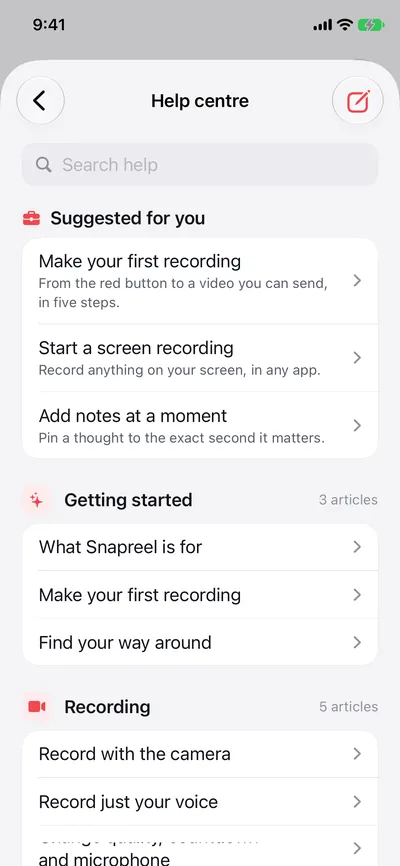 9:41
Help centre
Search help
Suggested for you
Make your first recording
From the red button to a video you can send,
in five steps.
Start a screen recording
Record anything on your screen, in any app.
Add notes at a moment
Pin a thought to the exact second it matters.
Getting started
3 articles
What Snapreel is for
Make your first recording
Find your way around
Recording
5 articles
Record with the camera
Record just your voice
Change quality, countdown
and microphone